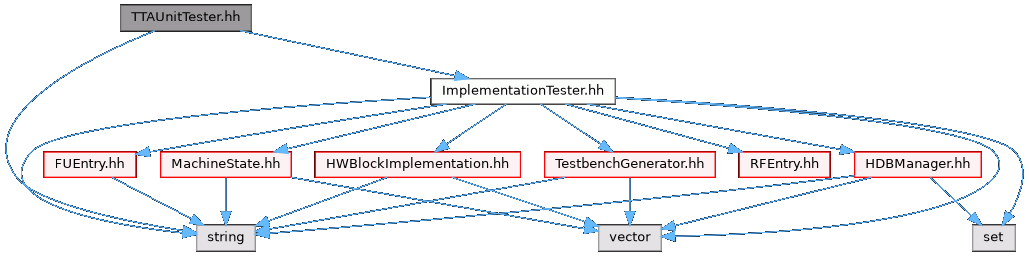 TTAUnitTester.hh
ImplementationTester.hh
FUEntry.hh
MachineState.hh
HWBlockImplementation.hh
TestbenchGenerator.hh
RFEntry.hh
HDBManager.hh
string
vector
set